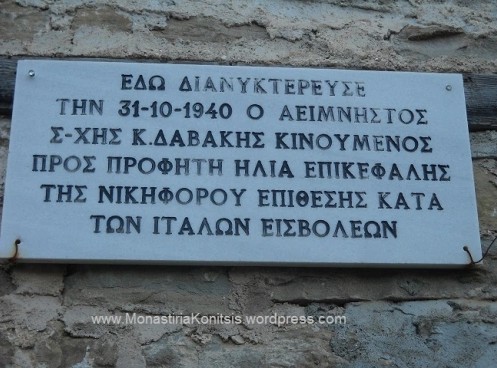 ΕΔΩ ΔΙΑΝΥΚΤΕΡΕΥΣΕ
ΤΗΝ 31-10-1940 Ο ΑΕΙΜΝΗΣΤΟΣ
Σ-ΧΗΣ Κ.ΔΑΒΑΚΗΣ ΚΙΝΟΥΜΕΝΟΣ
ΠΡΟΣ ΠΡΟΦΗΤΗ ΗΛΙΑ ΕΠΙΚΕΦΑΛΗΣ
ΤΗΣ ΝΙΚΗΦΟΡΟΥ ΕΠΙΘΕΣΗΣ ΚΑΤΑ
ΤΩΝ ΙΤΑΛΩΝ ΕΙΣΒΟΛΕΩΝ
www.MonastiriaKonitsis.wordpress.com